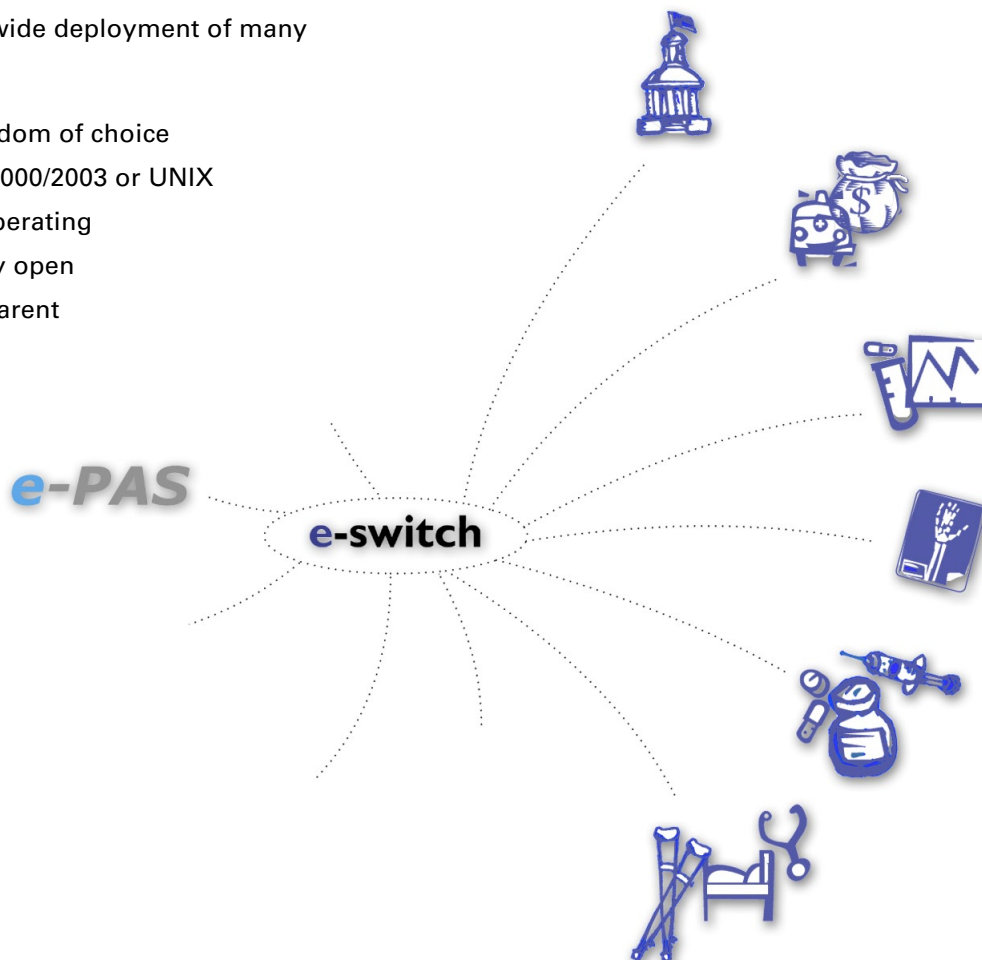 wide deployment of many
dom of choice
000/2003 or UNIX
perating
y open
arent
e-PAS
e-switch
$